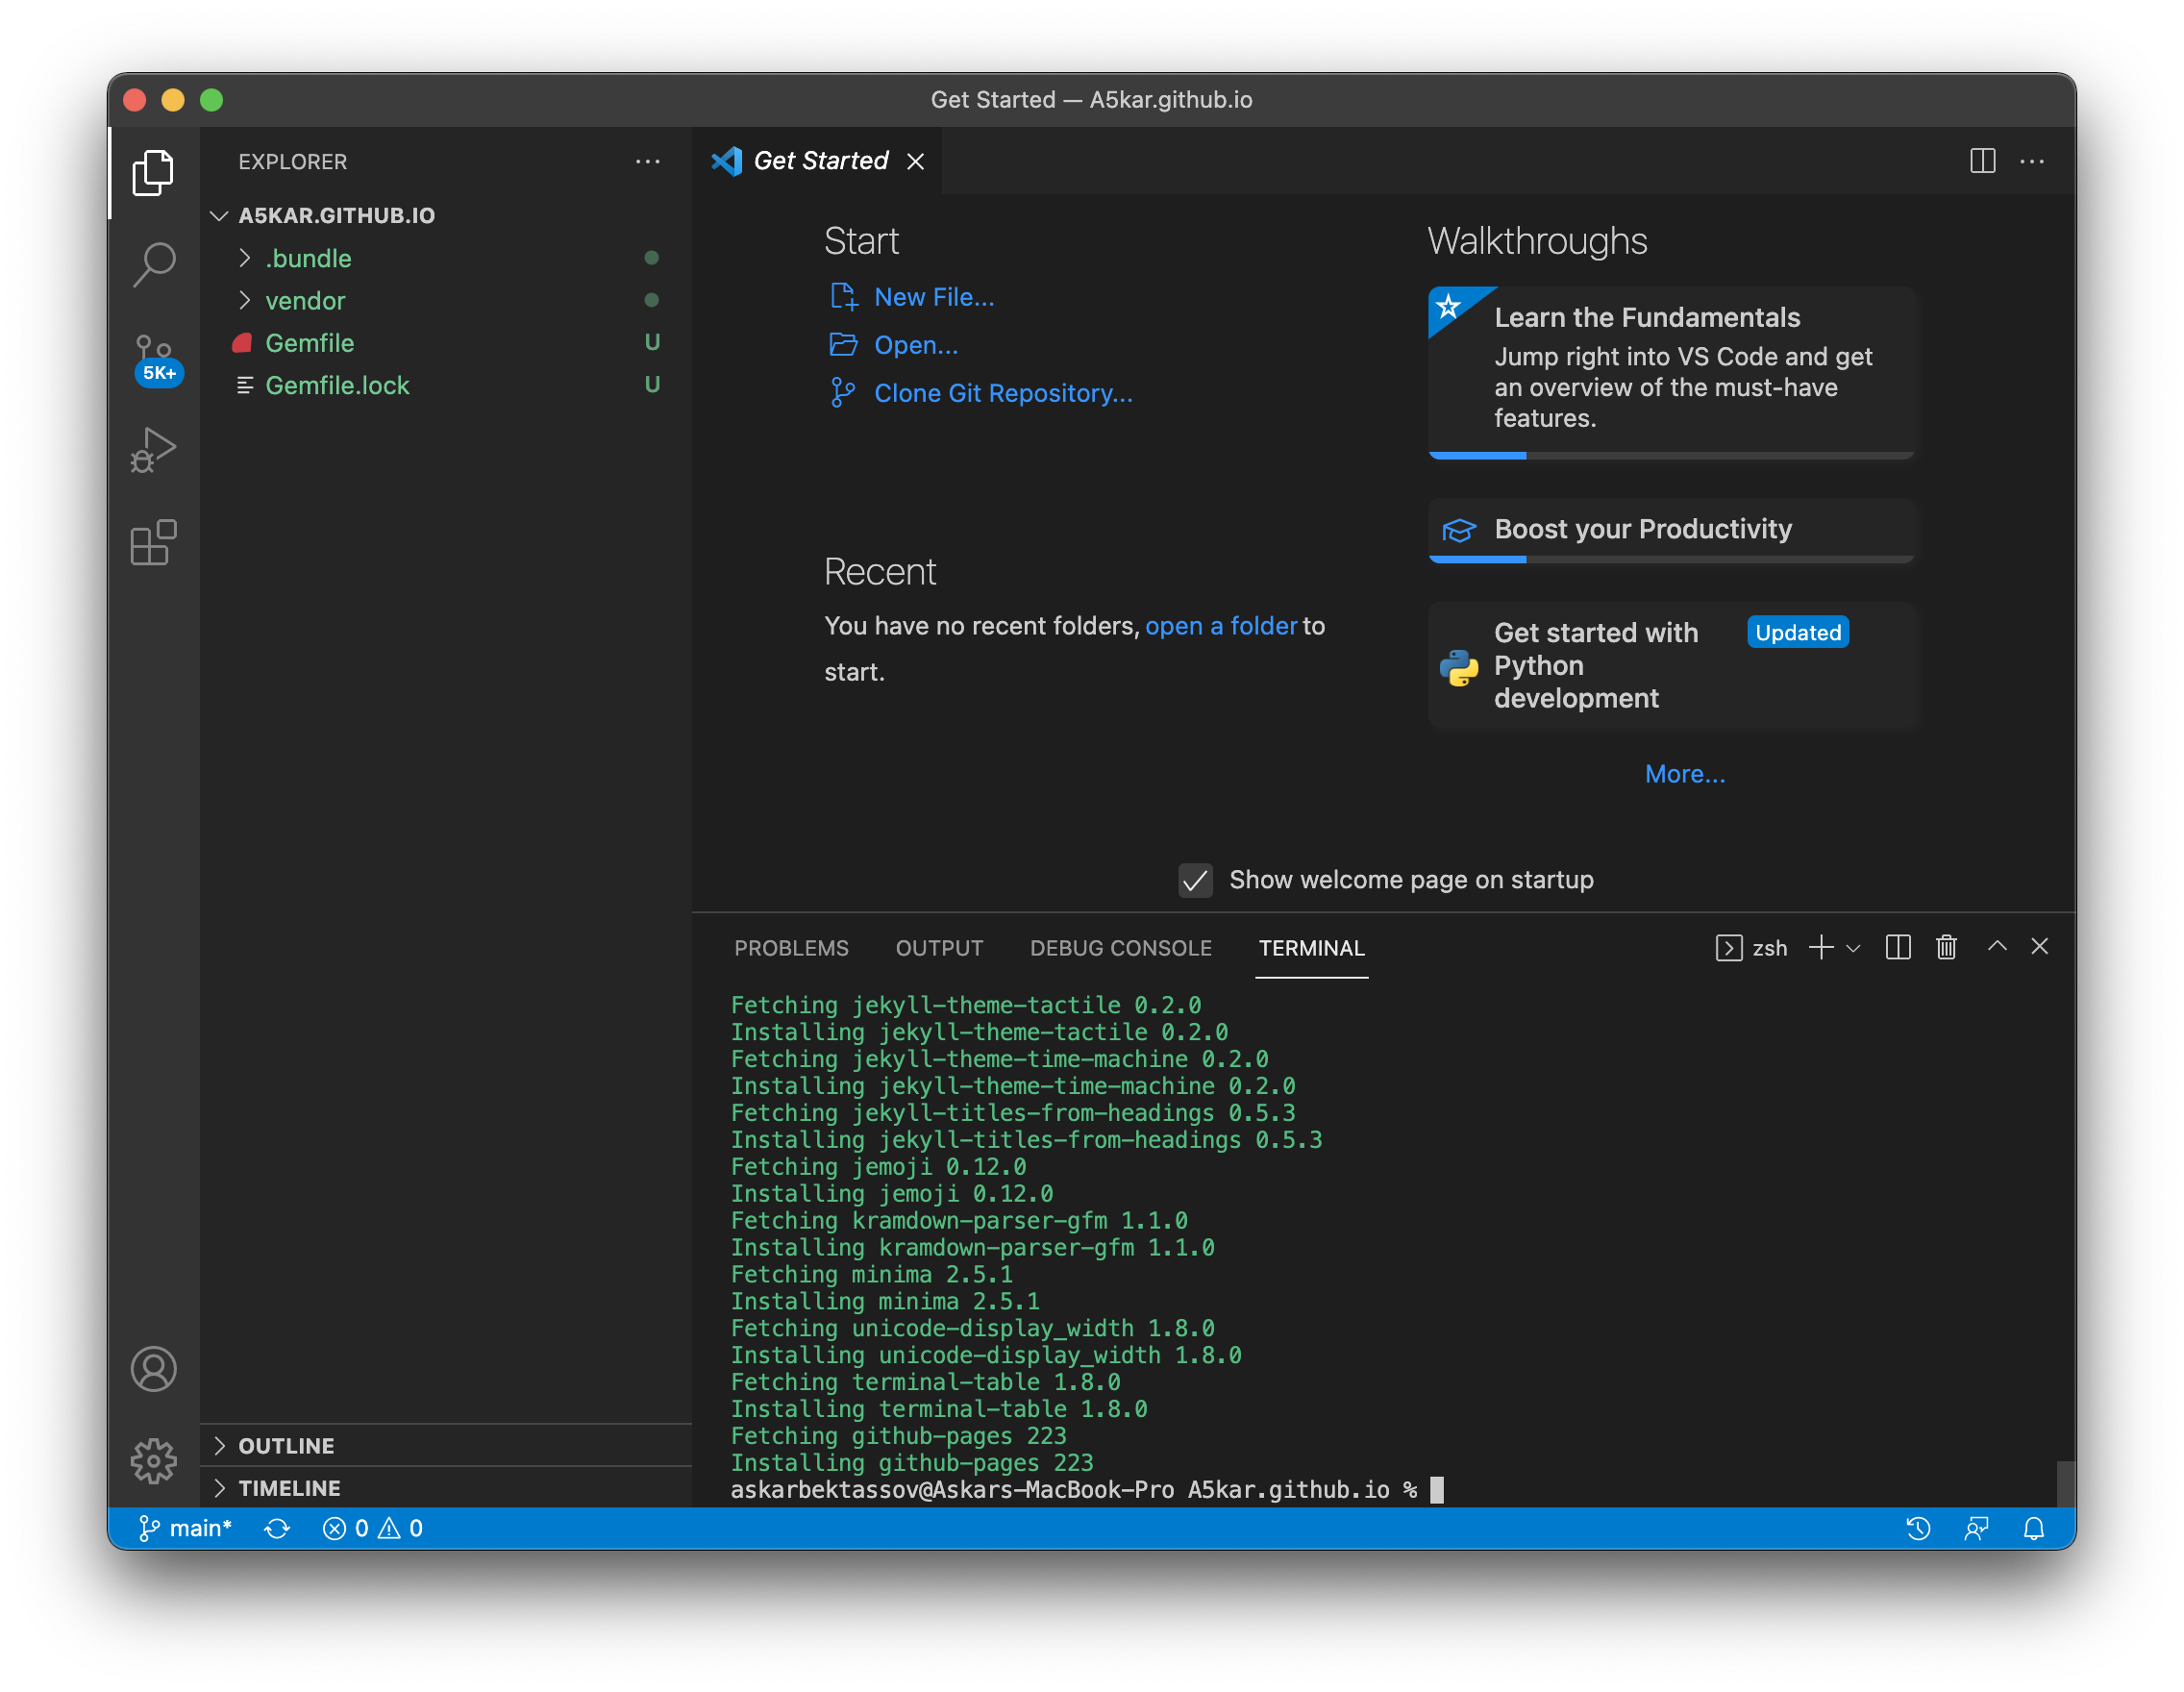 Get Started — A5kar.github.io
EXPLORER
A5KAR.GITHUB.IO
.bundle
vendor
Gemfile U
Gemfile.lock U
5K+
OUTLINE
TIMELINE
Get Started
Start
New File...
Open...
Clone Git Repository...
Recent
You have no recent folders, open a folder to
start.
Walkthroughs
Learn the Fundamentals
Jump right into VS Code and get
an overview of the must-have
features.
Boost your Productivity
Get started with Updated
Python
development
More...
Show welcome page on startup
PROBLEMS OUTPUT DEBUG CONSOLE TERMINAL zsh
Fetching jekyll-theme-tactile 0.2.0
Installing jekyll-theme-tactile 0.2.0
Fetching jekyll-theme-time-machine 0.2.0
Installing jekyll-theme-time-machine 0.2.0
Fetching jekyll-titles-from-headings 0.5.3
Installing jekyll-titles-from-headings 0.5.3
Fetching jemoji 0.12.0
Installing jemoji 0.12.0
Fetching kramdown-parser-gfm 1.1.0
Installing kramdown-parser-gfm 1.1.0
Fetching minima 2.5.1
Installing minima 2.5.1
Fetching unicode-display_width 1.8.0
Installing unicode-display_width 1.8.0
Fetching terminal-table 1.8.0
Installing terminal-table 1.8.0
Fetching github-pages 223
Installing github-pages 223
askarbektassov@Askars-MacBook-Pro A5kar.github.io %
main* 0 0